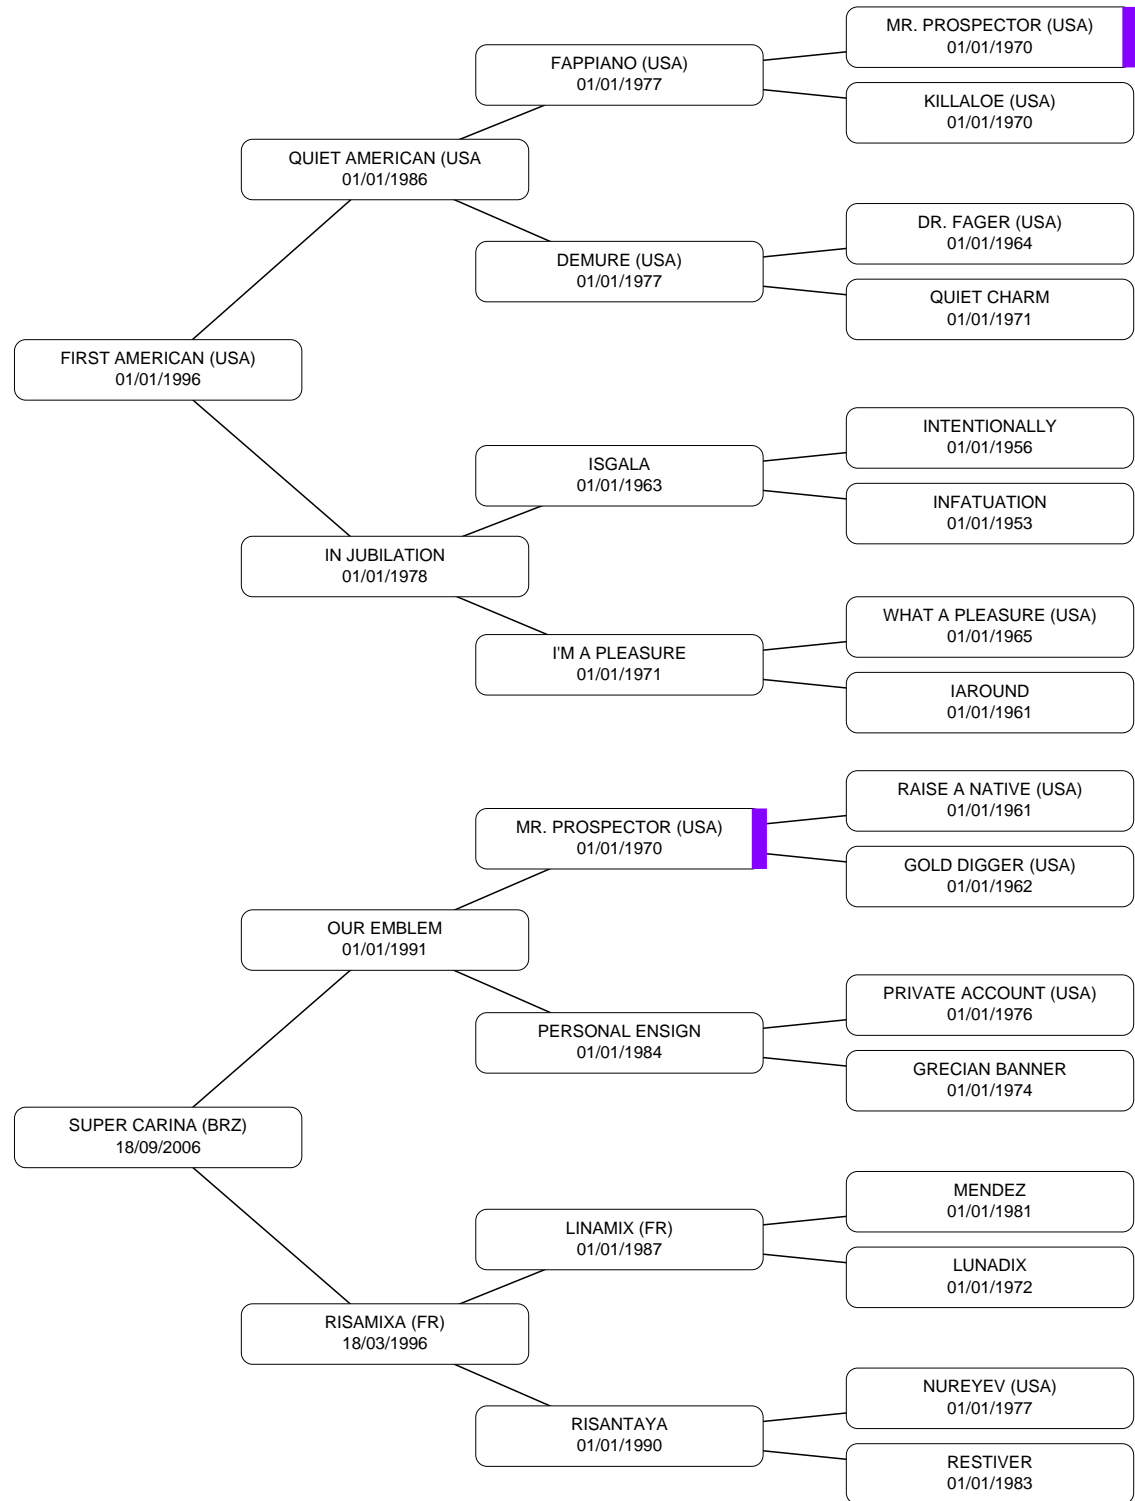 MR. PROSPECTOR (USA)
01/01/1970
FAPPIANO (USA)
01/01/1977
KILLALOE (USA)
01/01/1970
QUIET AMERICAN (USA
01/01/1986
DR. FAGER (USA)
01/01/1964
DEMURE (USA)
01/01/1977
QUIET CHARM
01/01/1971
FIRST AMERICAN (USA)
01/01/1996
INTENTIONALLY
01/01/1956
ISGALA
01/01/1963
INFATUATION
01/01/1953
IN JUBILATION
01/01/1978
WHAT A PLEASURE (USA)
01/01/1965
I'M A PLEASURE
01/01/1971
IAROUND
01/01/1961
RAISE A NATIVE (USA)
01/01/1961
MR. PROSPECTOR (USA)
01/01/1970
GOLD DIGGER (USA)
01/01/1962
OUR EMBLEM
01/01/1991
PRIVATE ACCOUNT (USA)
01/01/1976
PERSONAL ENSIGN
01/01/1984
GRECIAN BANNER
01/01/1974
SUPER CARINA (BRZ)
18/09/2006
MENDEZ
01/01/1981
LINAMIX (FR)
01/01/1987
LUNADIX
01/01/1972
RISAMIXA (FR)
18/03/1996
NUREYEV (USA)
01/01/1977
RISANTAYA
01/01/1990
RESTIVER
01/01/1983